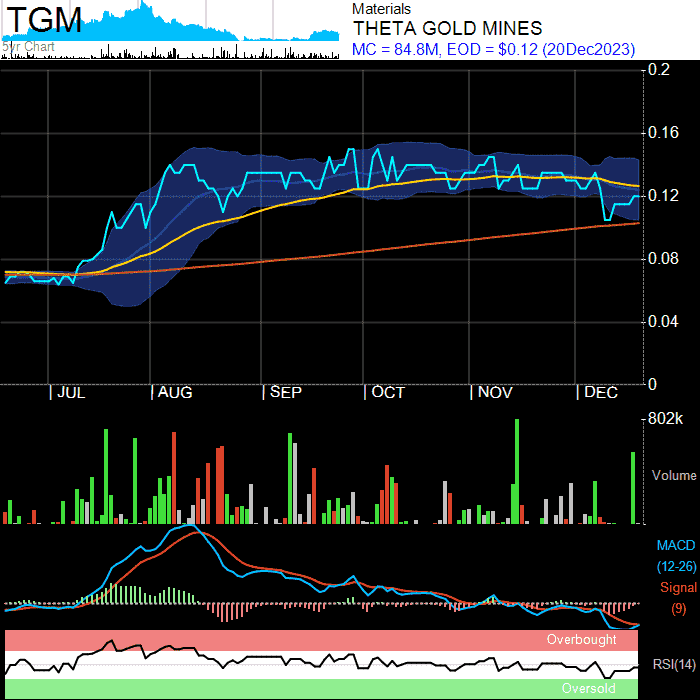 TGM
5yr Chart
Materials
THETA GOLD MINES
MC = 84.8M, EOD = $0.12 (20Dec2023)
0.2
0.16
0.12
0.08
0.04
0
JUL
AUG
SEP
OCT
NOV
DEC
802k
Volume
MACD
(12-26)
Signal
(9)
Overbought
RSI(14)
Oversold